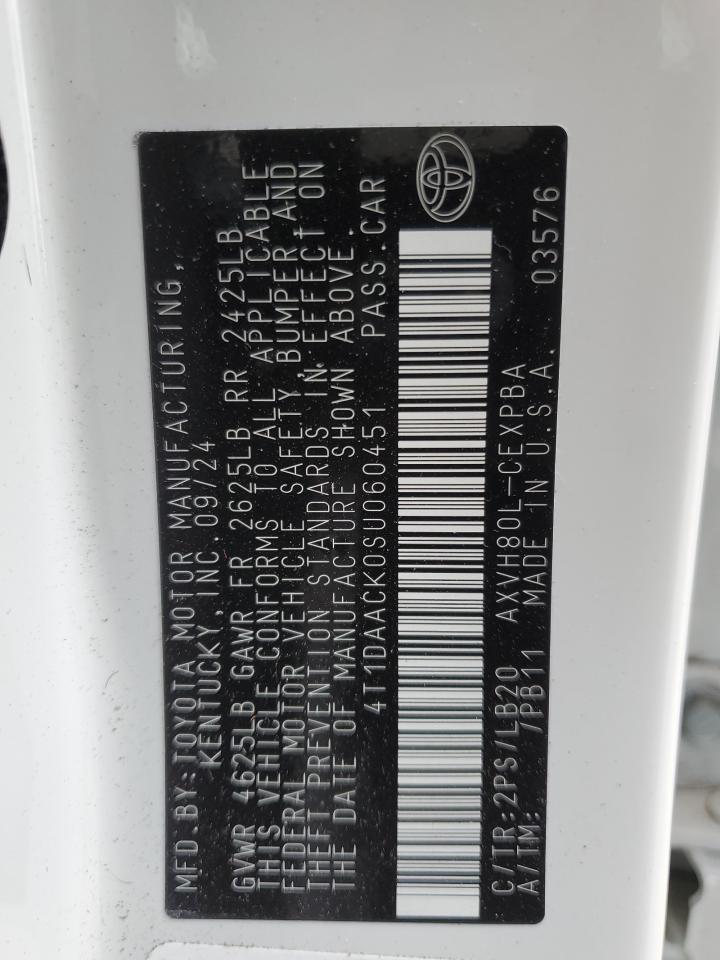 MFD.BY:TOYOTA MOTOR MANUFACTURING,
KENTUCKY, INC.09/24
GVWR 4625LB GAWR FR 2625LB RR 2425LB
THIS VEHICLE CONFORMS TO ALL APPLICABLE
FEDERAL MOTOR VEHICLE SAFETY, BUMPER AND
THEFT PREVENTION STANDARDS IN EFFECT ON
THE DATE OF MANUFACTURE SHOWN ABOVE.
4T1DAACK0SU060451 PASS.CAR
C/TR:2PS/LB20 AXVH80L-CEXPBA 03576
A/TM: /PB11 MADE IN U.S.A.